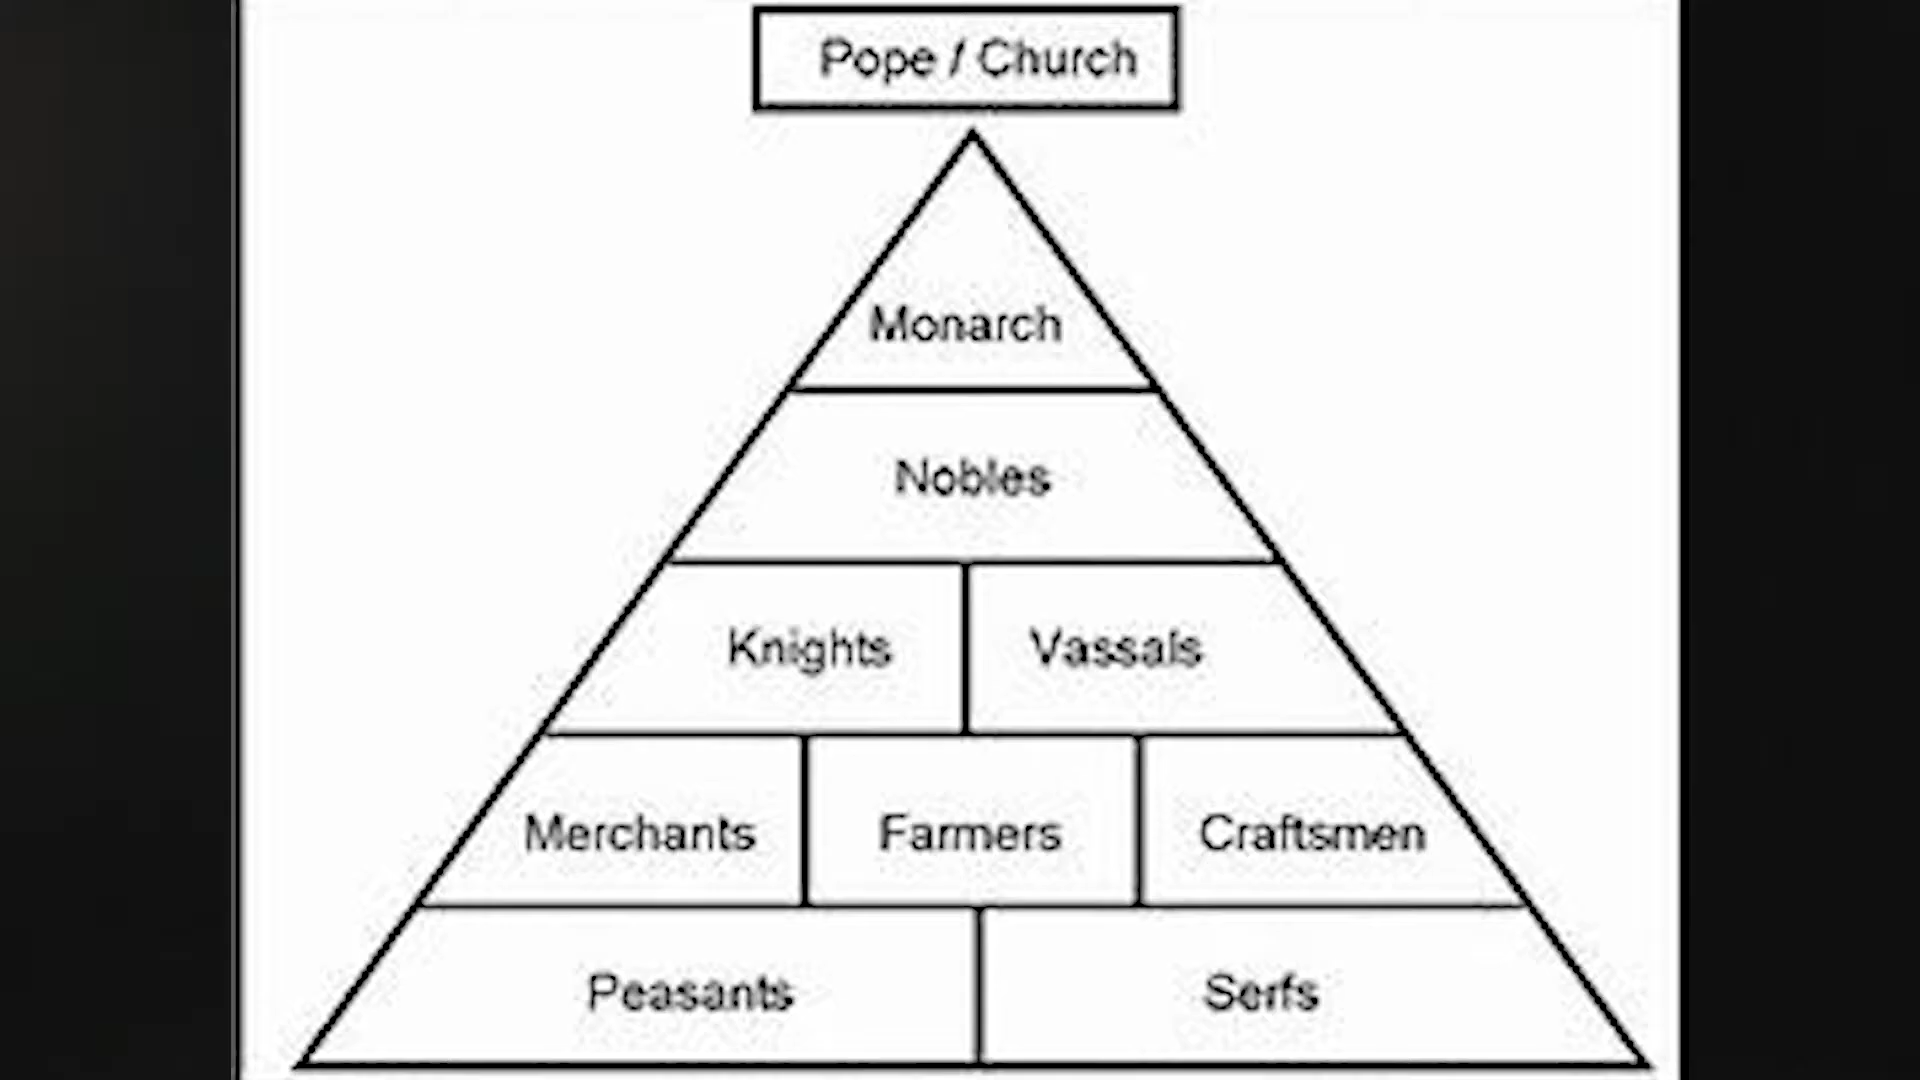 Pope / Church
Monarch
Nobles
Knights Vassals
Merchants Farmers Craftsmen
Peasants Serfs